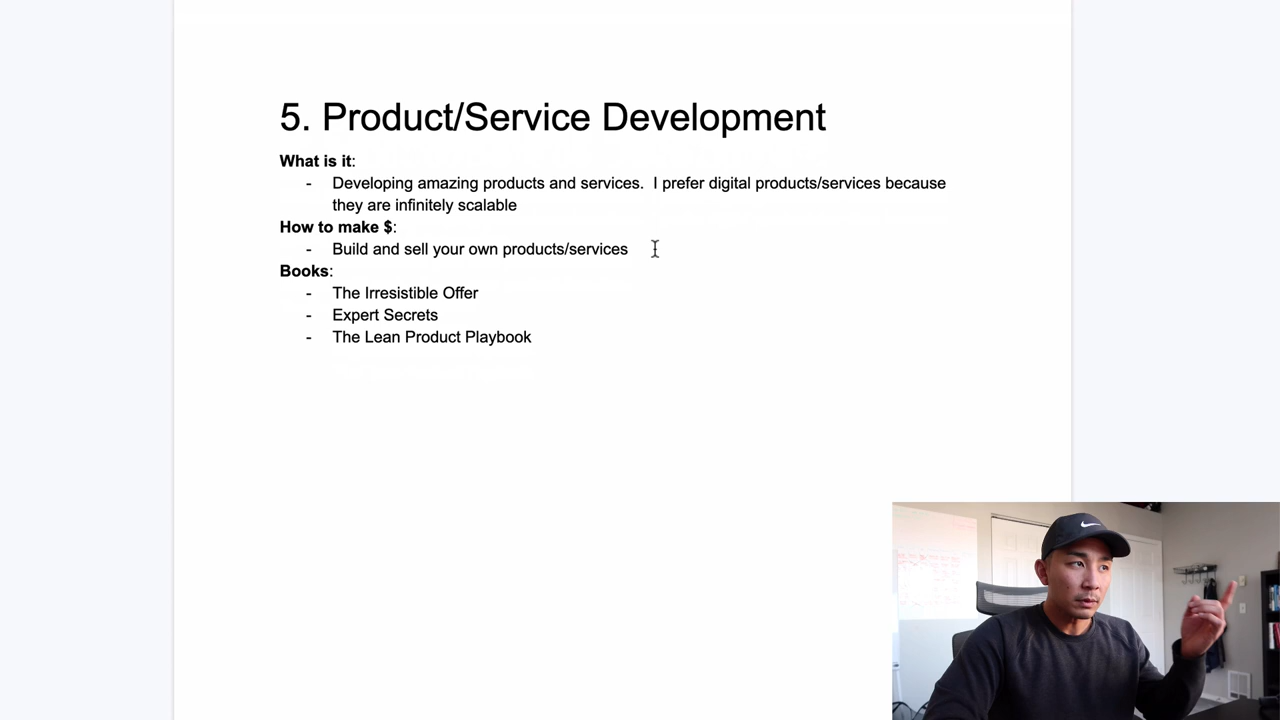 5. Product/Service Development
What is it:
- Developing amazing products and services.  I prefer digital products/services because
they are infinitely scalable
How to make $:
- Build and sell your own products/services
Books:
- The Irresistible Offer
- Expert Secrets
- The Lean Product Playbook